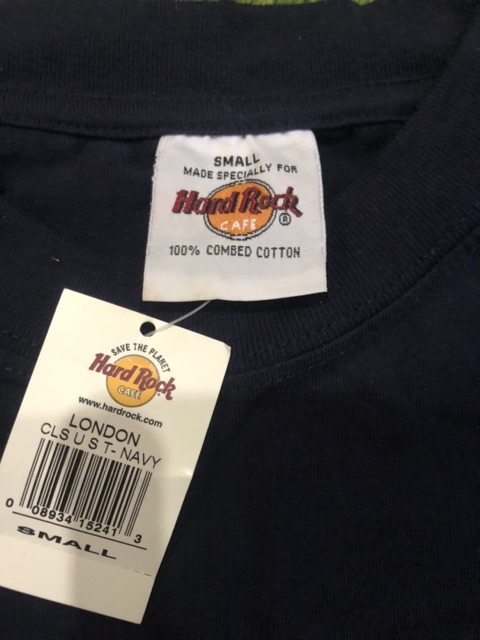 SMALL
MADE SPECIALLY FOR
Hard Rock
CAFE ®
100% COMBED COTTON
SAVE THE PLANET
Hard Rock
CAFE
www.hardrock.com
LONDON
CLS U S T- NAVY
0 08934 15241 3
SMALL